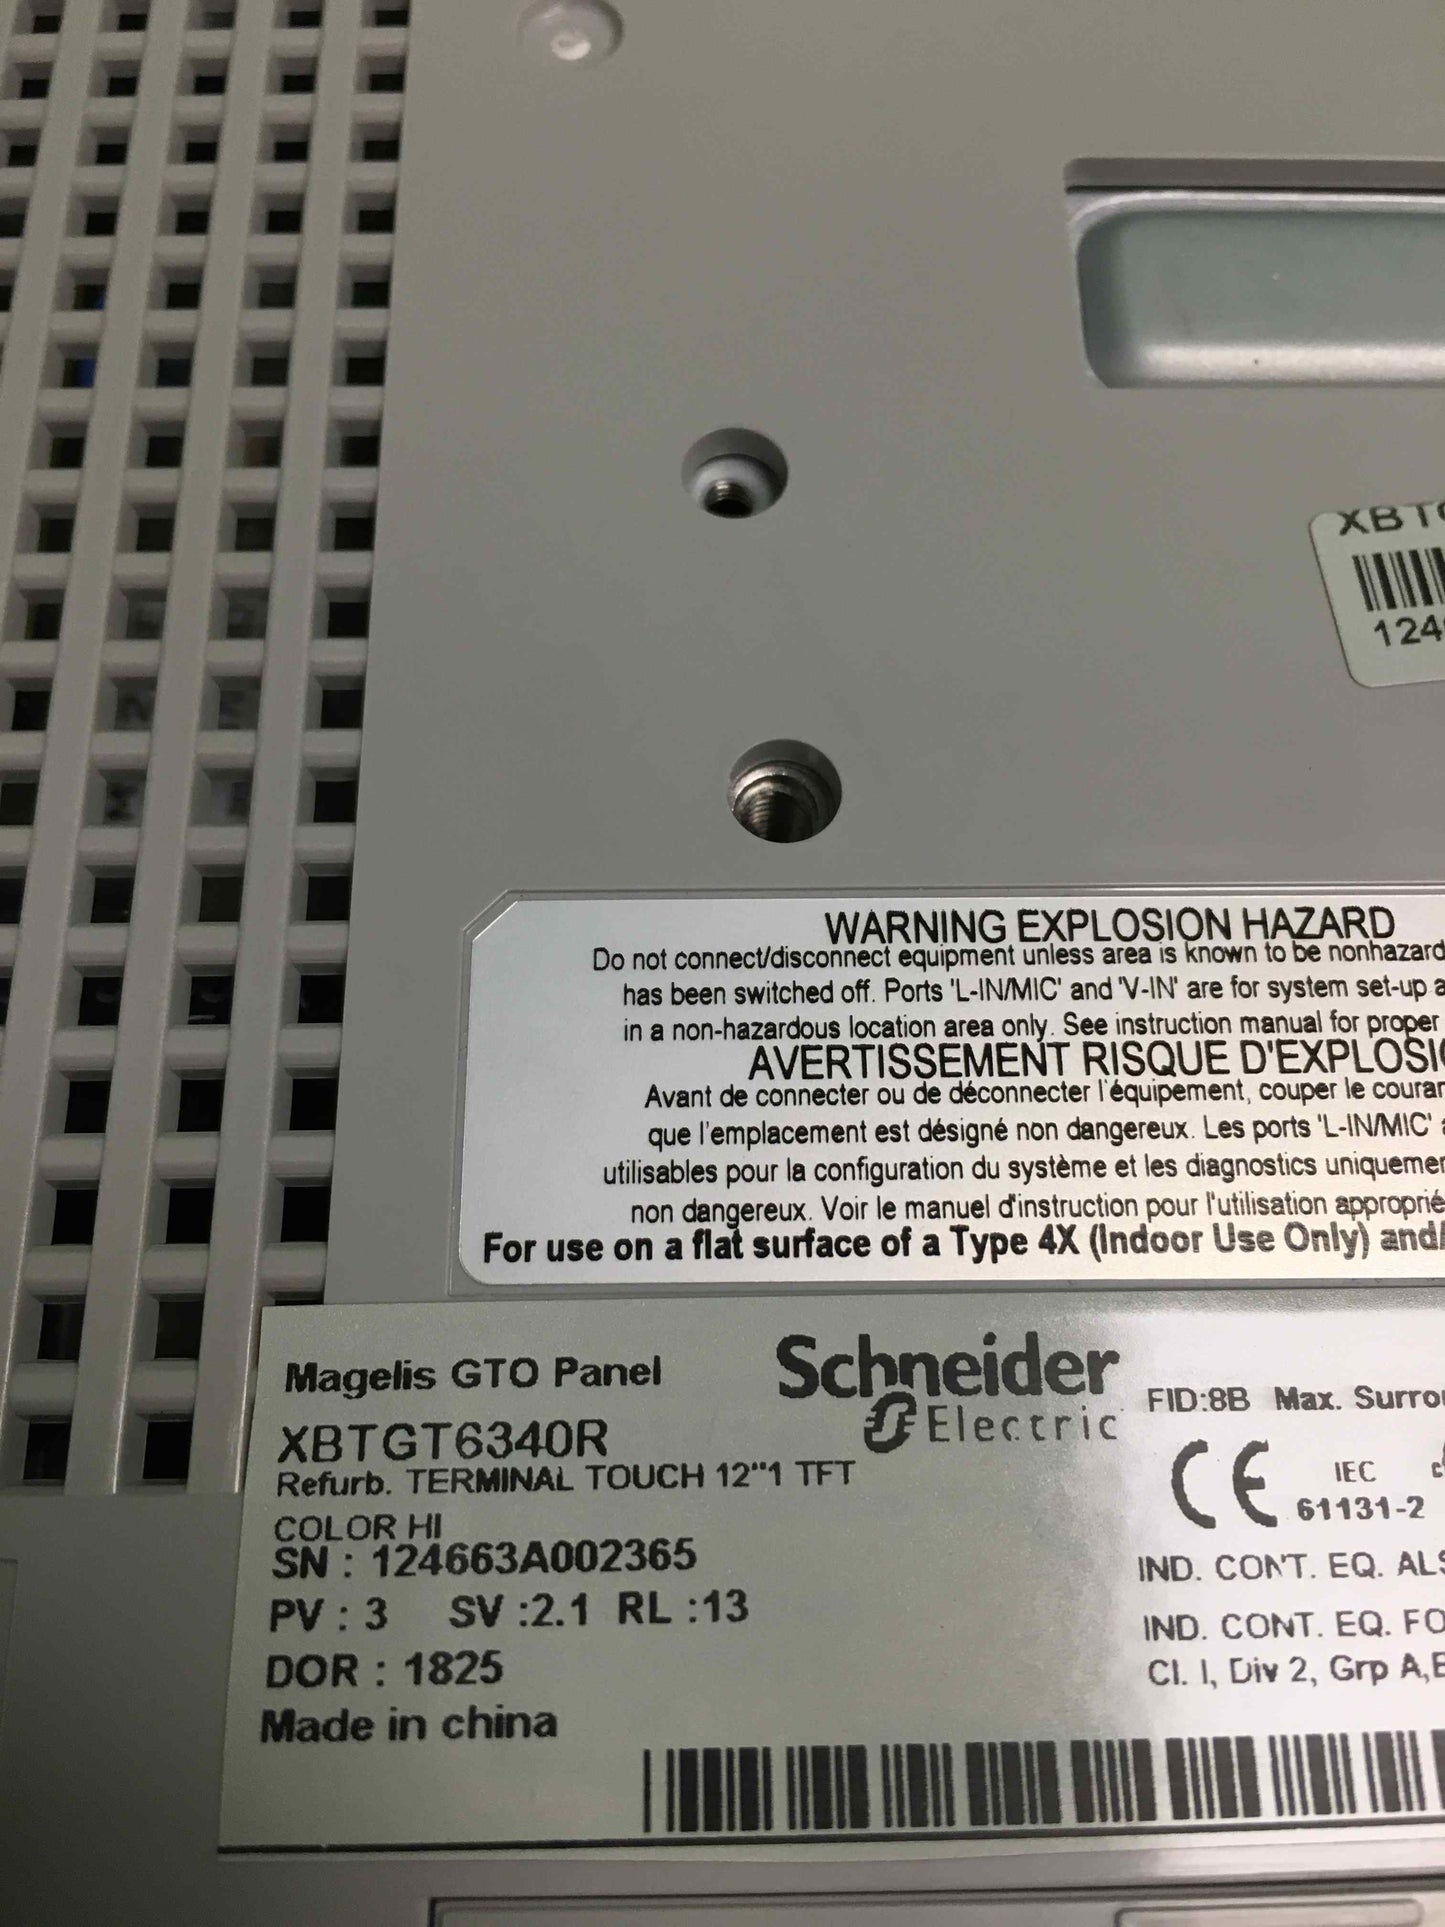 XBTG
124
WARNING EXPLOSION HAZARD
Do not connect/disconnect equipment unless area is known to be nonhazard
has been switched off. Ports 'L-IN/MIC' and 'V-IN' are for system set-up a
in a non-hazardous location area only. See instruction manual for proper
AVERTISSEMENT RISQUE D'EXPLOSI
Avant de connecter ou de déconnecter l'équipement, couper le couran
que l'emplacement est désigné non dangereux. Les ports 'L-IN/MIC'
utilisables pour la configuration du système et les diagnostics uniquemen
non dangereux. Voir le manuel d'instruction pour l'utilisation approprié
For use on a flat surface of a Type 4X (Indoor Use Only) and/
Magelis GTO Panel
XBTGT6340R
Refurb. TERMINAL TOUCH 12"1 TFT
COLOR HI
SN : 124663A002365
PV : 3 SV :2.1 RL :13
DOR : 1825
Made in china
Schneider
Electric
FID:8B Max. Surro
CE IEC
61131-2
IND. CONT. EQ. ALS
IND. CONT. EQ. FO
Cl. I, Div 2, Grp A,